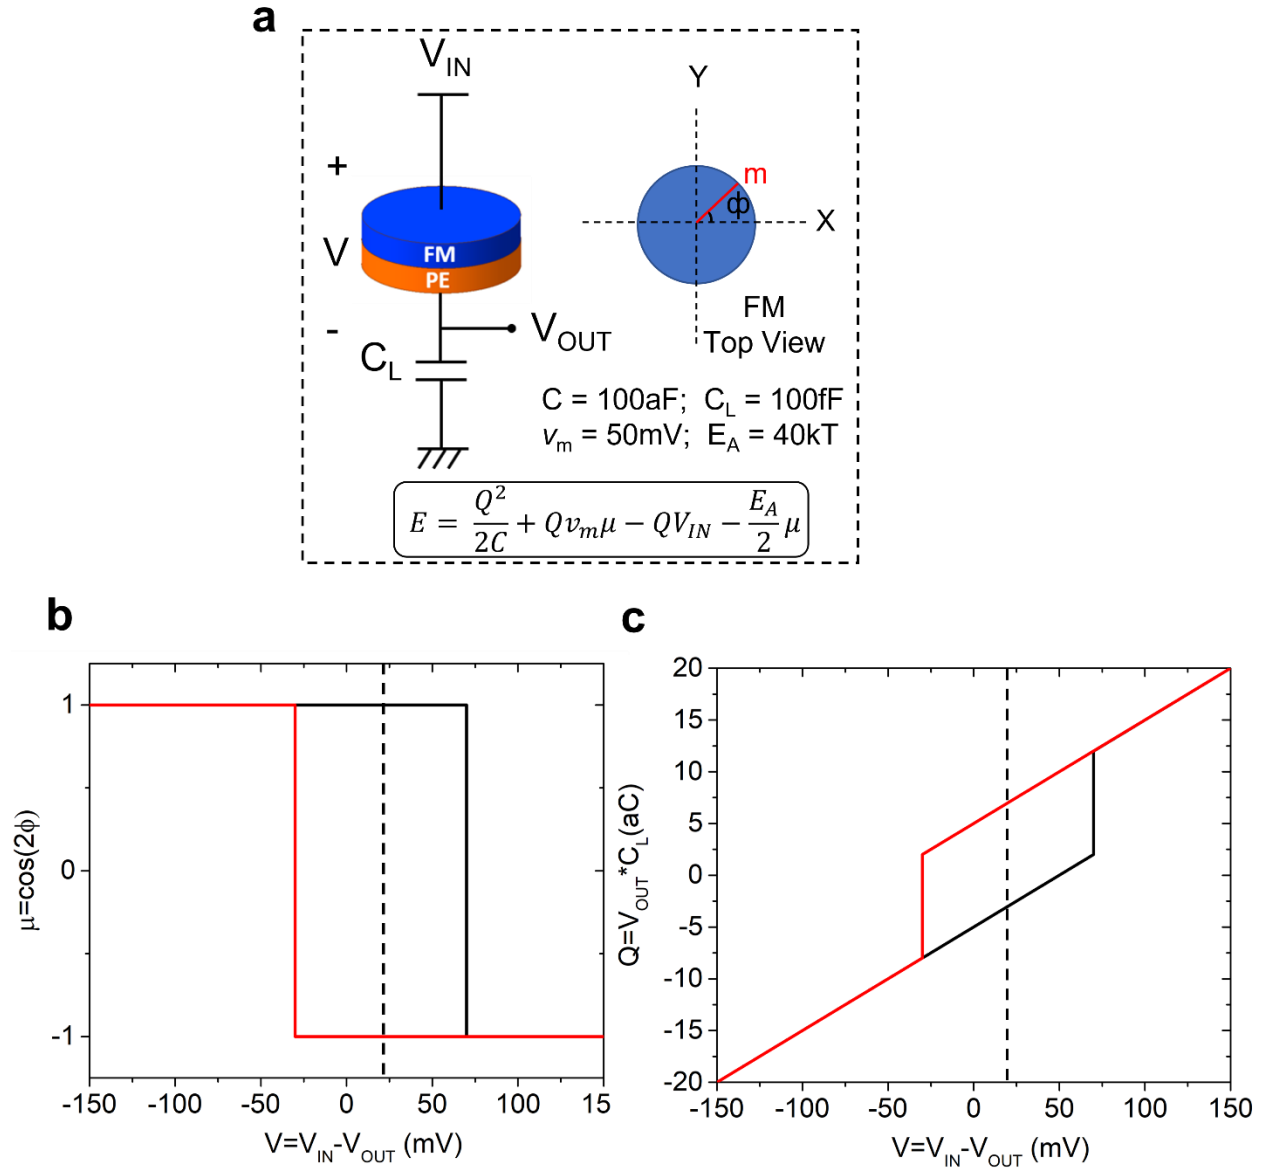 a
V_IN
Y
+
m
ф
V
FM
X
PE
FM
-
V_OUT
Top View
C_L
C = 100aF; C_L = 100fF
v_m = 50mV; E_A = 40kT
E = Q²/2C + Qv_mμ − QV_IN − E_A/2 μ
b
1
0
-1
μ=cos(2ϕ)
-150 -100 -50 0 50 100 15
V=V_IN-V_OUT (mV)
c
20
15
10
5
0
-5
-10
-15
-20
Q=V_OUT*C_L(aC)
-150 -100 -50 0 50 100 150
V=V_IN-V_OUT (mV)